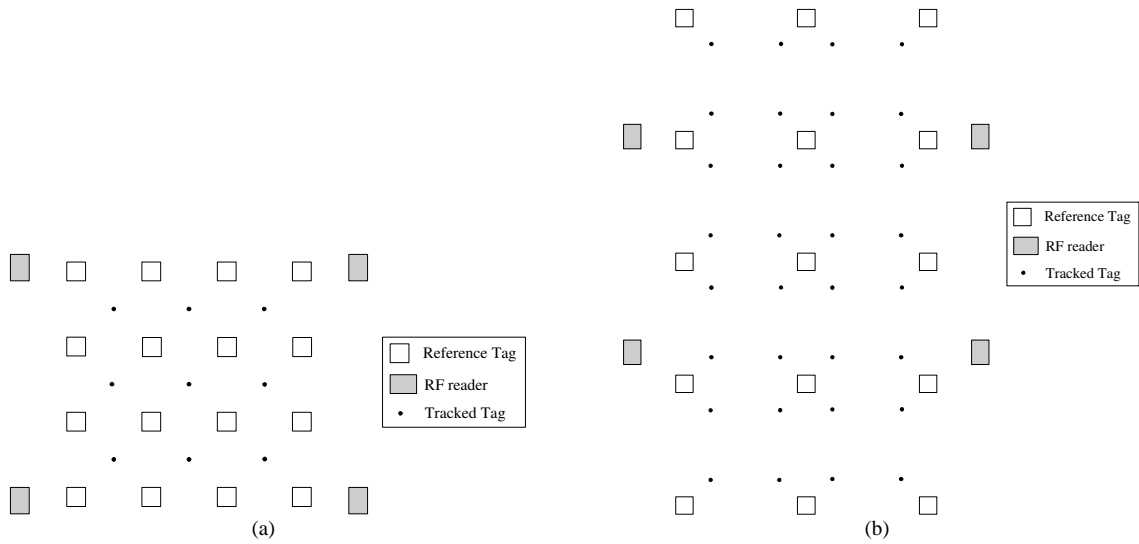 Reference Tag
RF reader
Tracked Tag
(a)
Reference Tag
RF reader
Tracked Tag
(b)